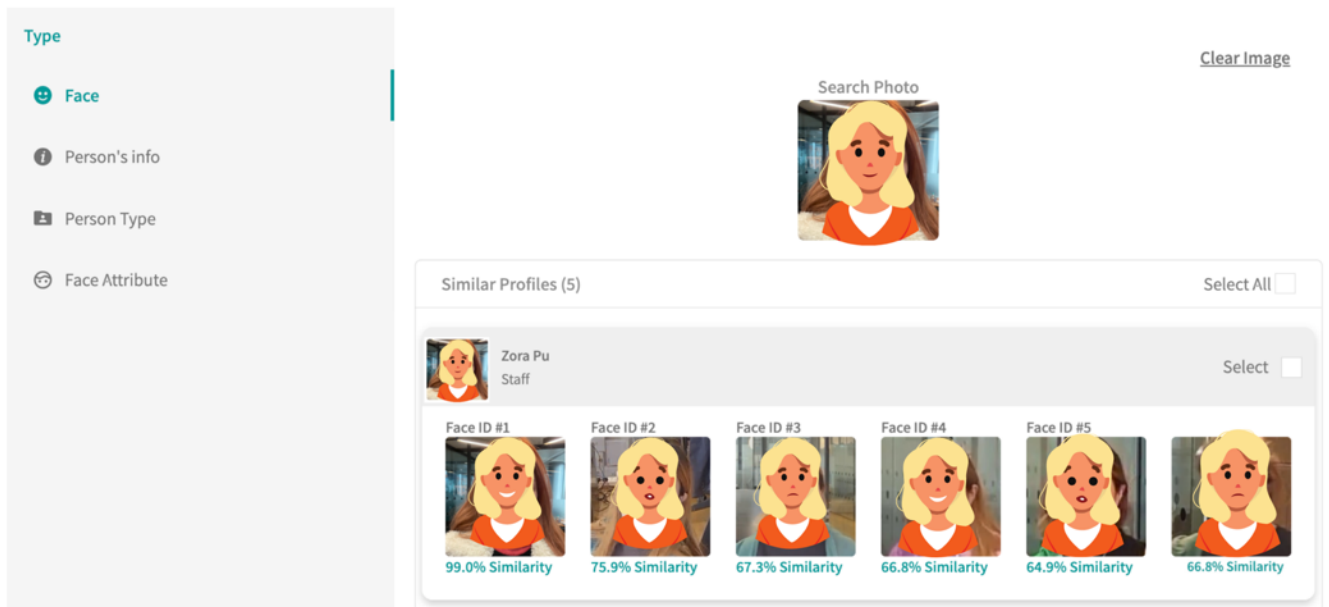 Type
Face
Person's info
Person Type
Face Attribute
Clear Image
Search Photo
Similar Profiles (5)
Select All
Zora Pu
Staff
Select
Face ID #1
Face ID #2
Face ID #3
Face ID #4
Face ID #5
99.0% Similarity
75.9% Similarity
67.3% Similarity
66.8% Similarity
64.9% Similarity
66.8% Similarity